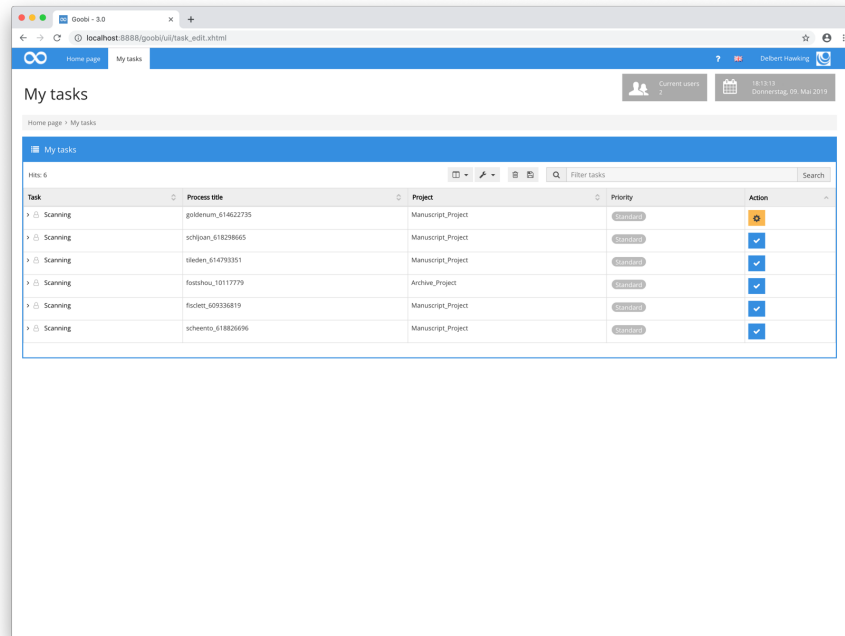 Goobi - 3.0
localhost:8888/goobi/uii/task_edit.xhtml
Home page My tasks ? Delbert Hawking
My tasks
Current users
3
18:13:13
Donnerstag, 09. Mai 2019
Home page › My tasks
My tasks
Hits: 6 Filter tasks Search
Task Process title Project Priority Action
Scanning goldenum_614622735 Manuscript_Project Standard
Scanning schljoan_618298665 Manuscript_Project Standard
Scanning tileden_614793351 Manuscript_Project Standard
Scanning fostshou_10117779 Archive_Project Standard
Scanning fisclett_609336819 Manuscript_Project Standard
Scanning scheento_618826696 Manuscript_Project Standard